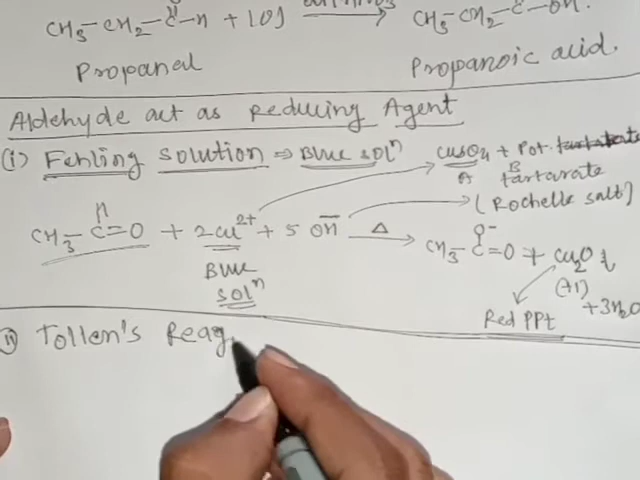 CH₃-CH₂-C-H + [O] → CH₃-CH₂-C-OH.
Propanal Propanoic acid.
Aldehyde act as Reducing Agent
(i) Fehling solution ⇒ Blue solⁿ CuSO₄ + Pot.
A B tartarate
(Rochelle salt)
H
CH₃-C=O + 2Cu²⁺ + 5 OH⁻ Δ→ CH₃-C=O + Cu₂O ↓
O⁻
Blue solⁿ
(+1)
+3H₂O
Red PPt
(ii) Tollen's Reag